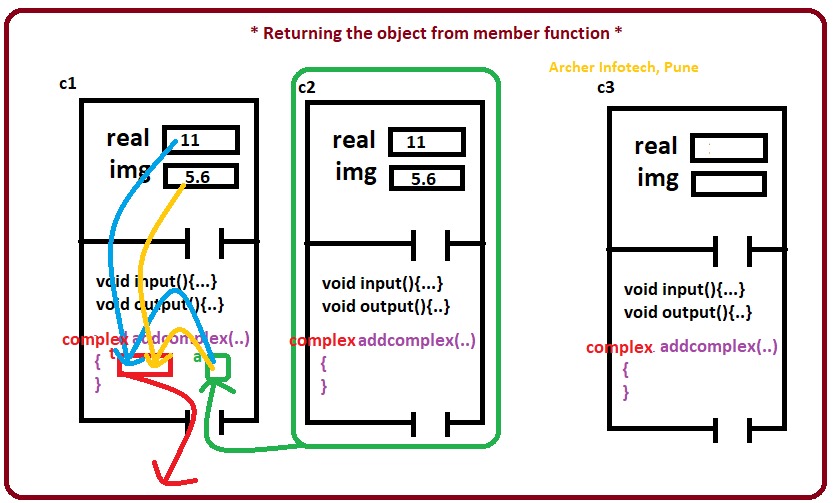 * Returning the object from member function *
Archer Infotech, Pune
c1
real 11
img 5.6
void input(){...}
void output(){..}
complex addcomplex(..)
{ t a
}
c2
real 11
img 5.6
void input(){...}
void output(){..}
complex addcomplex(..)
{
}
c3
real
img
void input(){...}
void output(){..}
complex. addcomplex(..)
{
}